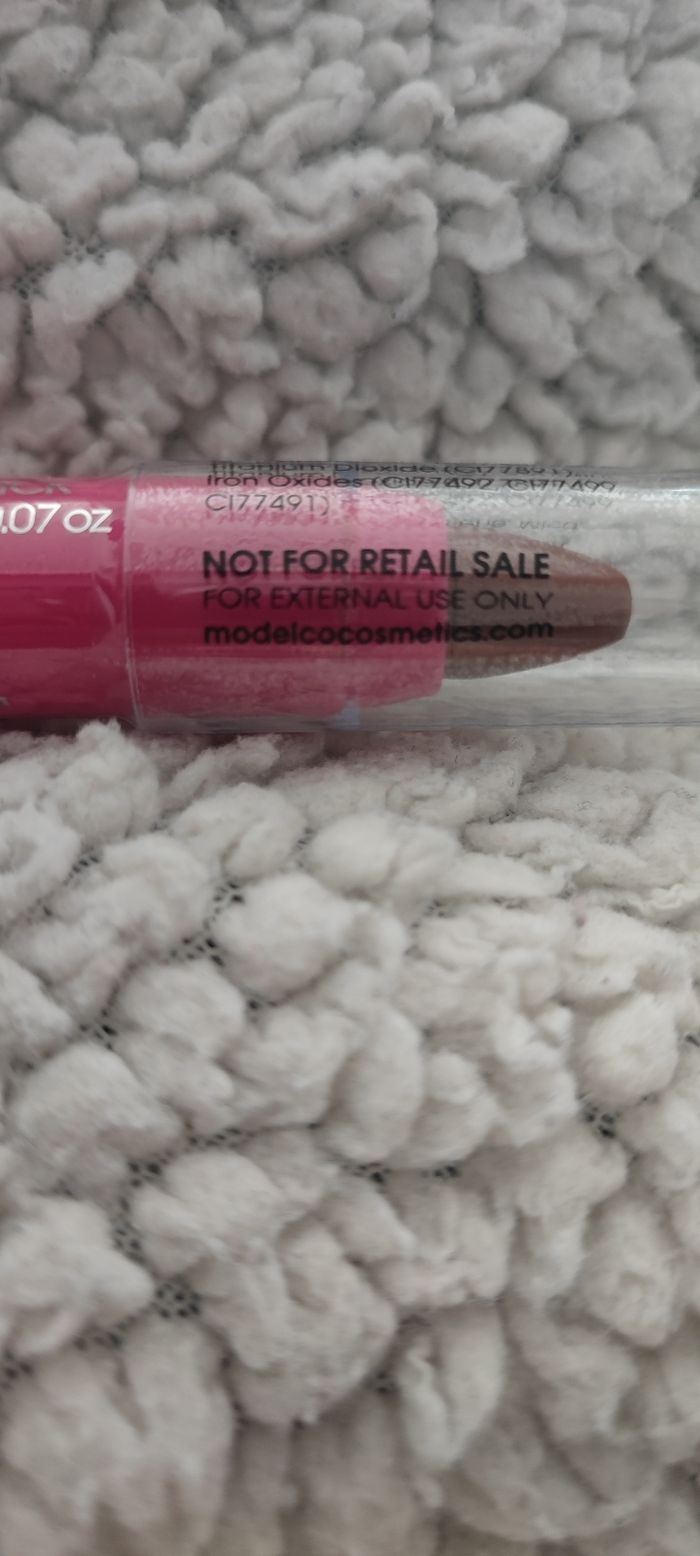 0.07 oz
Titanium Dioxide (CI77891),
Iron Oxides (CI77492, CI77499,
CI77491)
NOT FOR RETAIL SALE
FOR EXTERNAL USE ONLY
modelcocosmetics.com